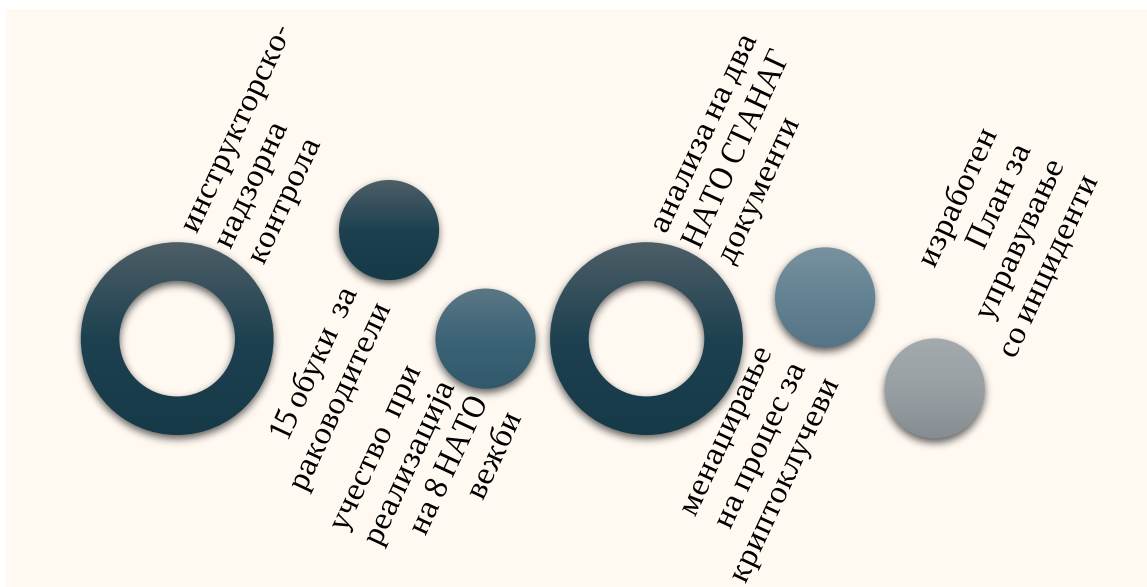 инструкторско-
надзорна
контрола
15 обуки за
раководители
учество при
реализација
на 8 НАТО
вежби
анализа на два
НАТО СТАНАГ
документи
менаџирање
на процес за
криптоклучеви
изработен
План за
управување
со инциденти